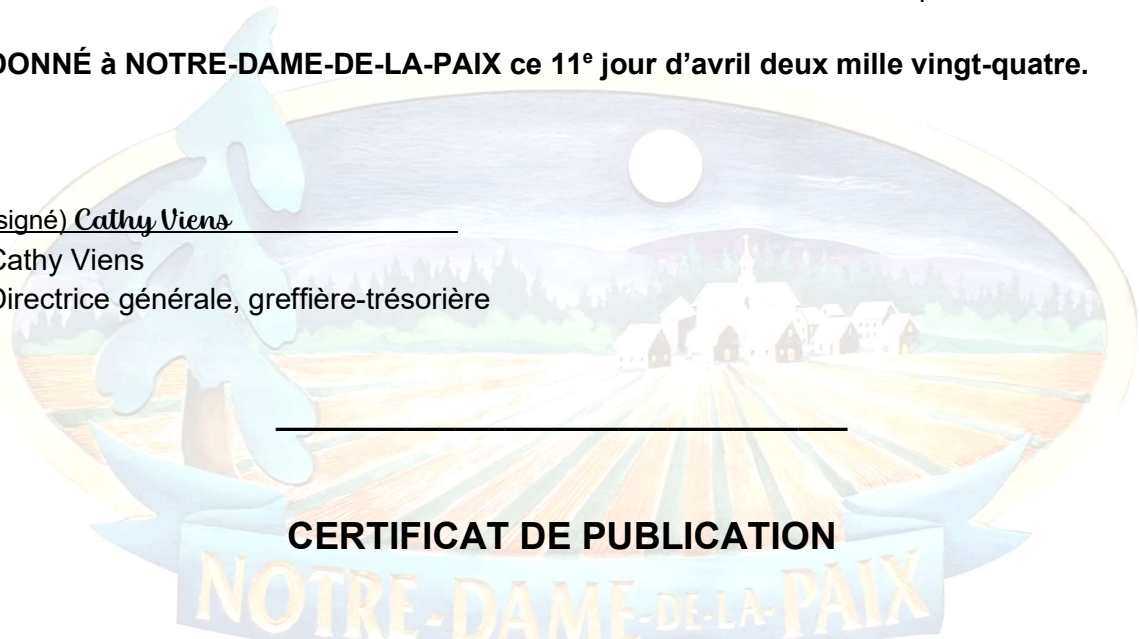 DONNÉ à NOTRE-DAME-DE-LA-PAIX ce 11e jour d’avril deux mille vingt-quatre.
signé) Cathy Viens
Cathy Viens
Directrice générale, greffière-trésorière
CERTIFICAT DE PUBLICATION
NOTRE-DAME-DE-LA-PAIX